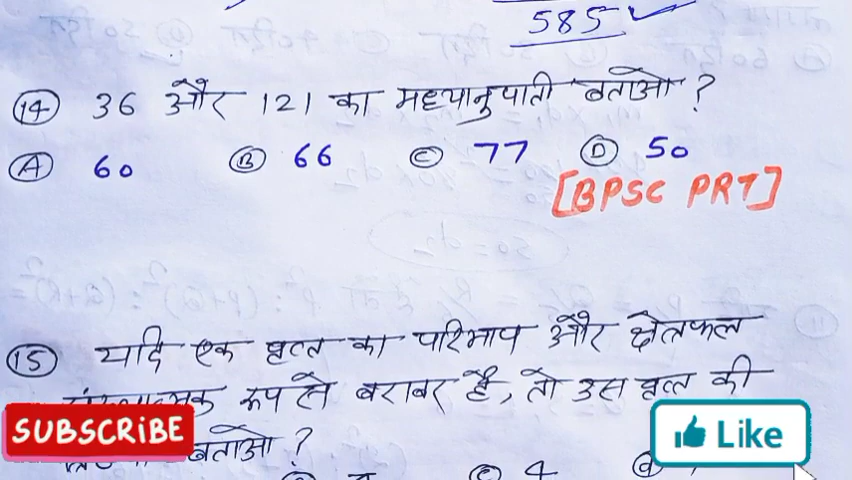 585 ✓
(14) 36 और 121 का मध्यानुपाती बताओ ?
(A) 60 (B) 66 (C) 77 (D) 50
[BPSC PRT]
(15) यदि एक वृत्त का परिमाप और क्षेत्रफल
रूप से बराबर है, तो उस वृत्त की
बताओ ?
(C) 4
SUBSCRIBE
Like